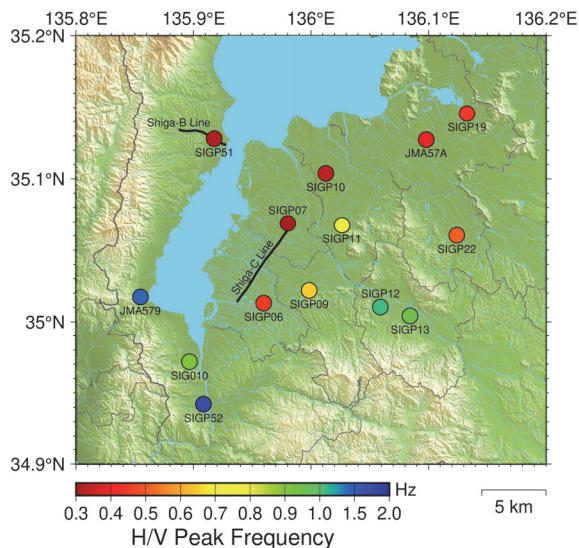 135.8°E 135.9°E 136.0°E 136.1°E 136.2°E
35.2°N
Shiga-B Line
SIGP51
SIGP19
JMA57A
35.1°N
SIGP10
SIGP07
SIGP11
SIGP22
Shiga-C Line
JMA579
SIGP06
SIGP09
SIGP12
SIGP13
35°N
SIG010
SIGP52
34.9°N
Hz
0.3 0.4 0.5 0.6 0.7 0.8 0.9 1.0 1.5 2.0
H/V Peak Frequency
5 km